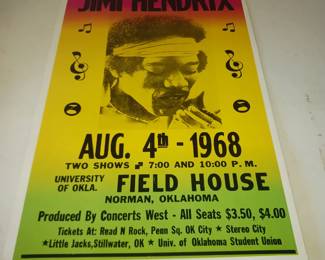 JIMI HENDRIX
AUG. 4th - 1968
TWO SHOWS 7:00 AND 10:00 P. M.
UNIVERSITY OF OKLA. FIELD HOUSE
NORMAN, OKLAHOMA
Produced By Concerts West - All Seats $3.50, $4.00
Tickets At: Read N Rock, Penn Sq. OK City ★ Stereo City
★Little Jacks,Stillwater, OK ★ Univ. of Oklahoma Student Union